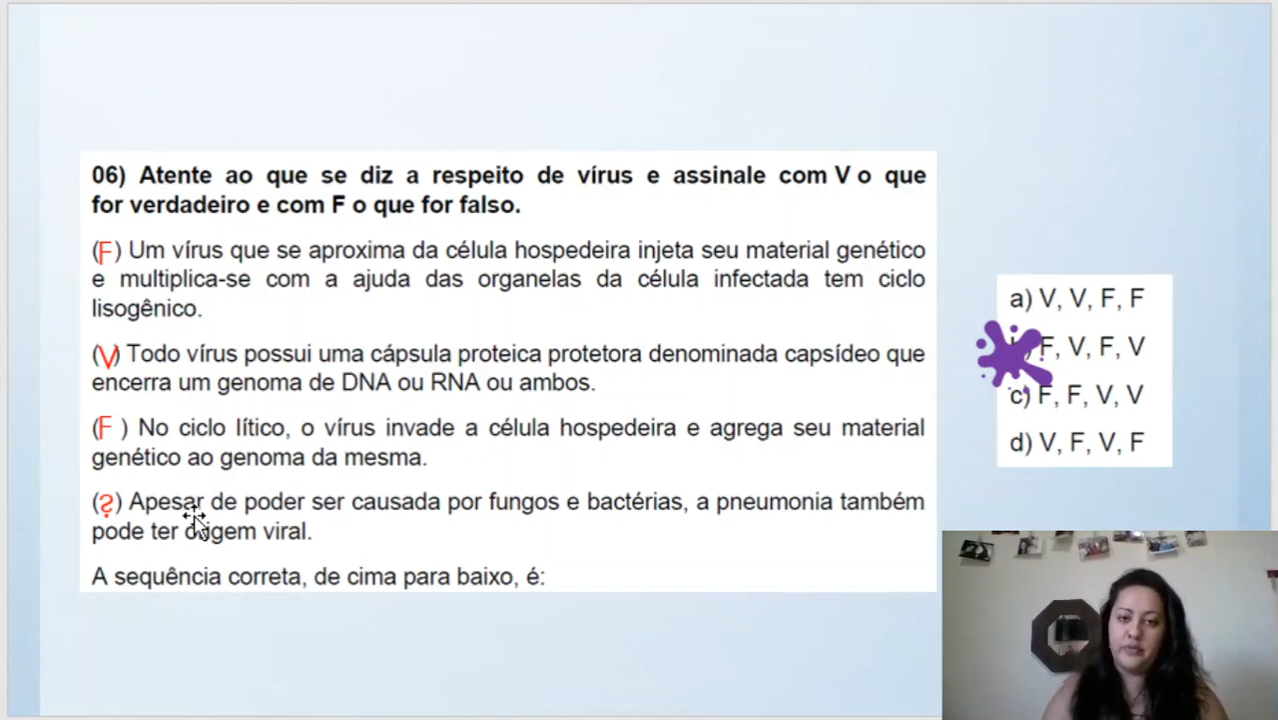 06) Atente ao que se diz a respeito de vírus e assinale com V o que
for verdadeiro e com F o que for falso.
(F) Um vírus que se aproxima da célula hospedeira injeta seu material genético
e multiplica-se com a ajuda das organelas da célula infectada tem ciclo
lisogênico.
(V) Todo vírus possui uma cápsula proteica protetora denominada capsídeo que
encerra um genoma de DNA ou RNA ou ambos.
(F ) No ciclo lítico, o vírus invade a célula hospedeira e agrega seu material
genético ao genoma da mesma.
(?) Apesar de poder ser causada por fungos e bactérias, a pneumonia também
pode ter origem viral.
A sequência correta, de cima para baixo, é:
a) V, V, F, F
F, V, F, V
c) F, F, V, V
d) V, F, V, F